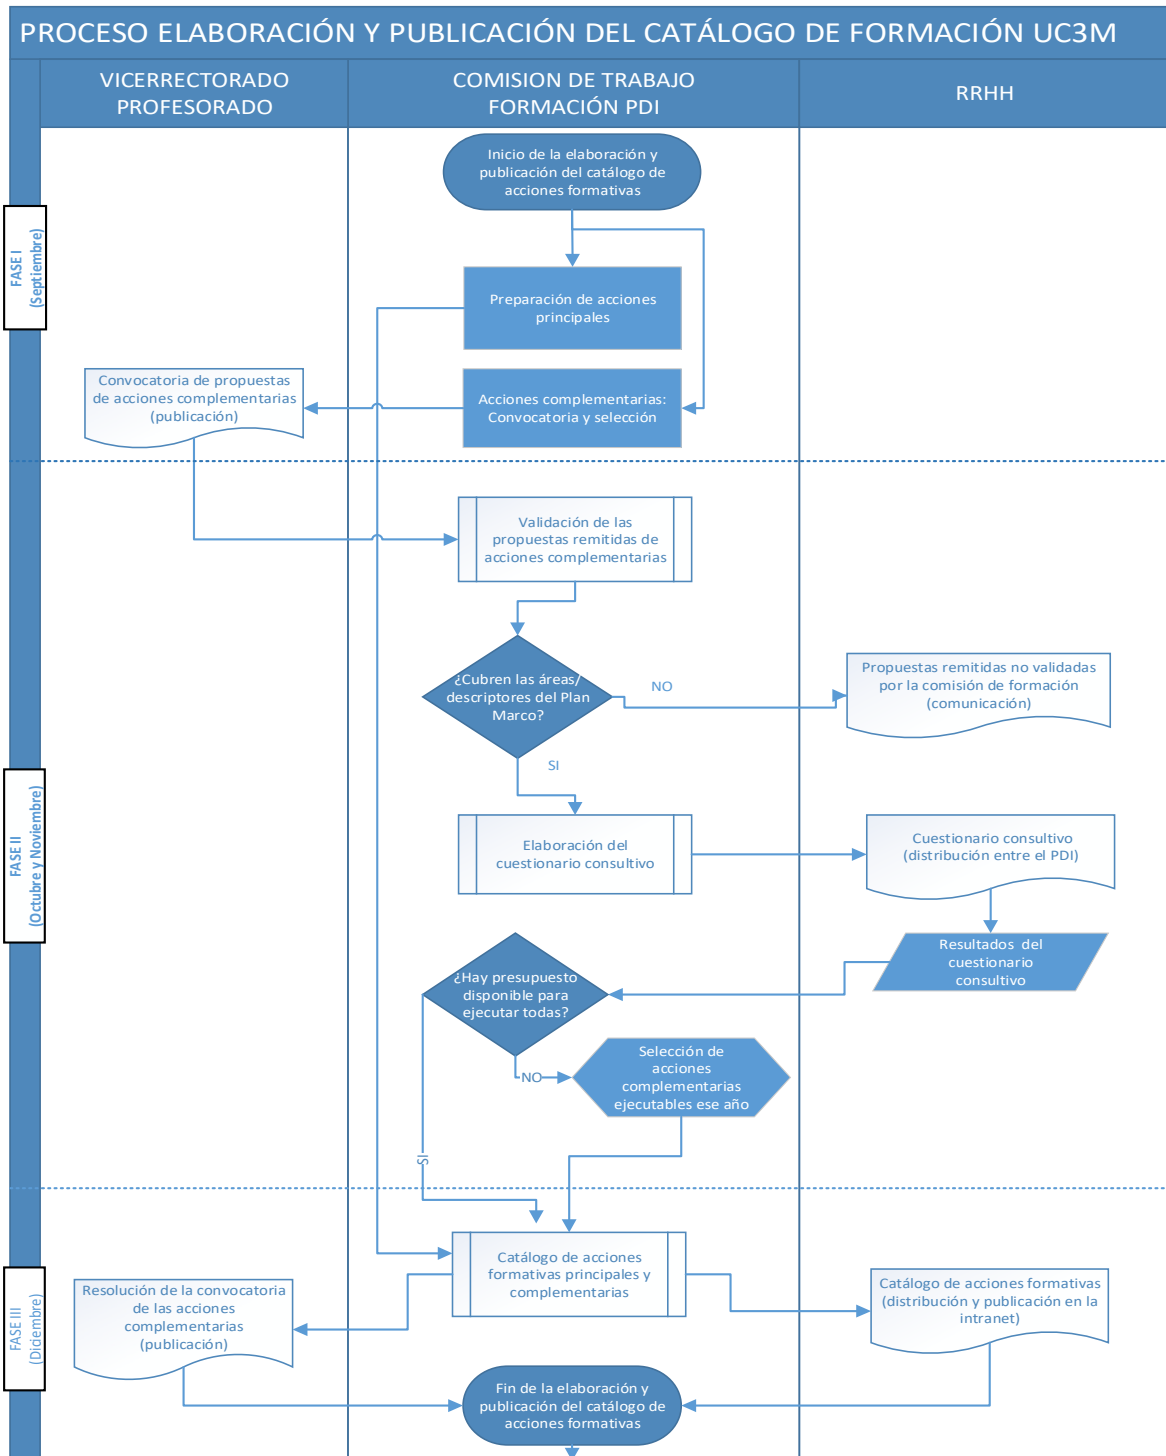 PROCESO ELABORACIÓN Y PUBLICACIÓN DEL CATÁLOGO DE FORMACIÓN UC3M
VICERRECTORADO
PROFESORADO
COMISION DE TRABAJO
FORMACIÓN PDI
RRHH
FASE I
(Septiembre)
Inicio de la elaboración y
publicación del catálogo de
acciones formativas
Preparación de acciones
principales
Convocatoria de propuestas
de acciones complementarias
(publicación)
Acciones complementarias:
Convocatoria y selección
FASE II
(Octubre y Noviembre)
Validación de las
propuestas remitidas de
acciones complementarias
¿Cubren las áreas/
descriptores del Plan
Marco?
NO
Propuestas remitidas no validadas
por la comisión de formación
(comunicación)
SI
Elaboración del
cuestionario consultivo
Cuestionario consultivo
(distribución entre el PDI)
Resultados del
cuestionario
consultivo
¿Hay presupuesto
disponible para
ejecutar todas?
NO
Selección de
acciones
complementarias
ejecutables ese año
SI
FASE III
(Diciembre)
Catálogo de acciones
formativas principales y
complementarias
Resolución de la convocatoria
de las acciones
complementarias
(publicación)
Catálogo de acciones formativas
(distribución y publicación en la
intranet)
Fin de la elaboración y
publicación del catálogo de
acciones formativas